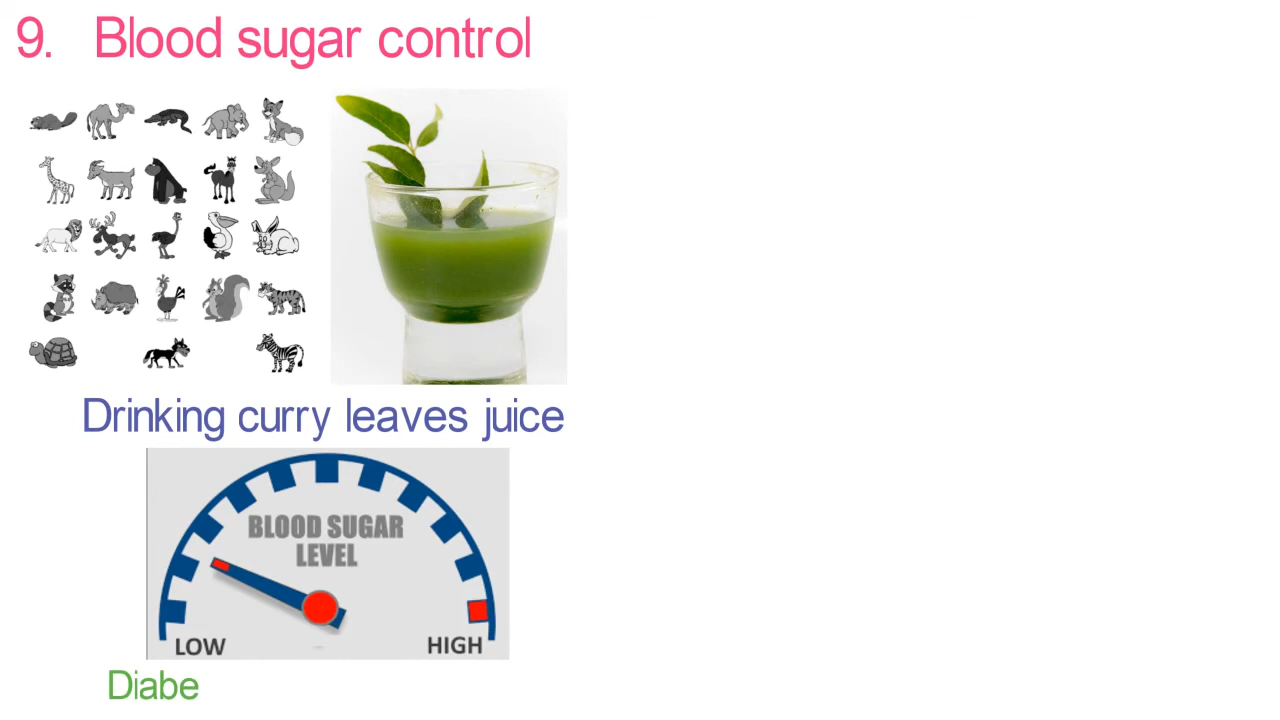 9. Blood sugar control
Drinking curry leaves juice
BLOOD SUGAR
LEVEL
LOW HIGH
Diabe